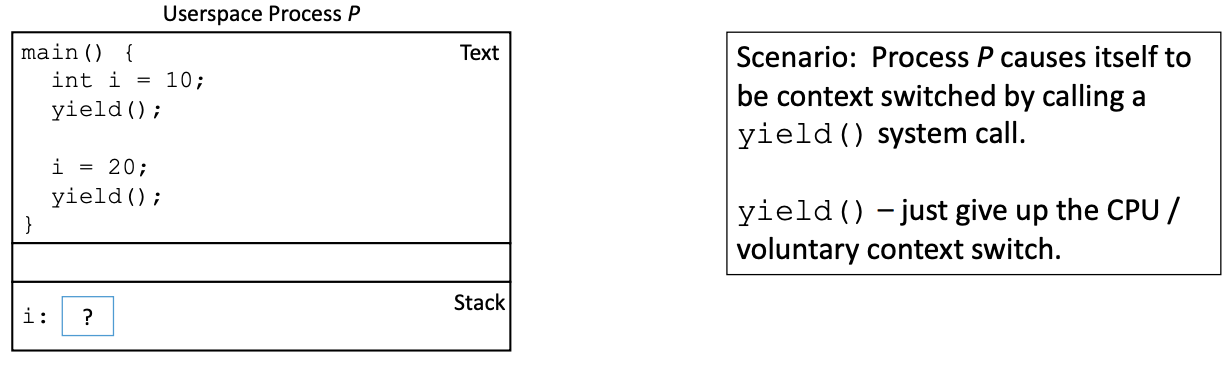 Userspace Process P
main() {
Text
int i = 10;
yield();
i = 20;
yield();
}
Stack
i: ?
Scenario: Process P causes itself to
be context switched by calling a
yield() system call.
yield() – just give up the CPU /
voluntary context switch.